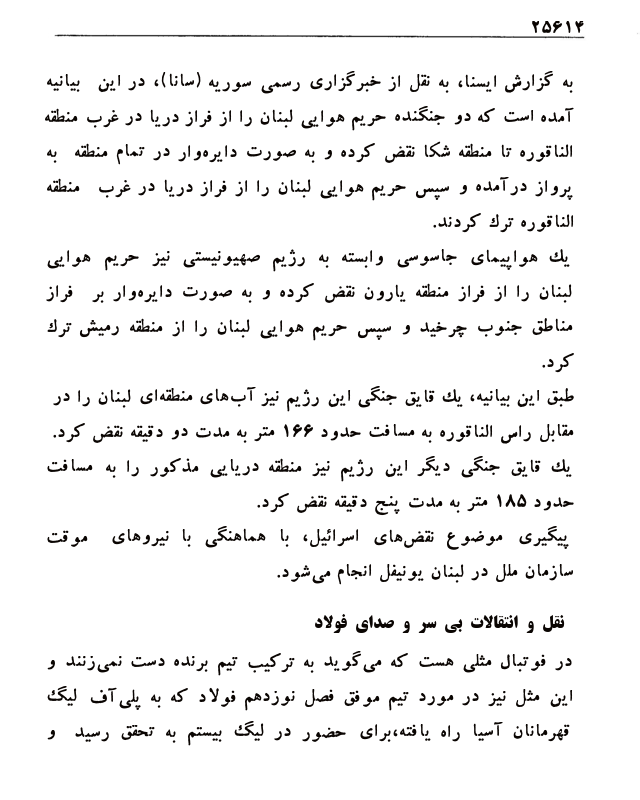 ۲۵۶۱۴
به گزارش ایسنا، به نقل از خبرگزاری رسمی سوریه (سانا)، در این بیانیه
آمده است که دو جنگنده حریم هوایی لبنان را از فراز دریا در غرب منطقه
الناقوره تا منطقه شکا نقض کرده و به صورت دایره‌وار در تمام منطقه به
پرواز درآمده و سپس حریم هوایی لبنان را از فراز دریا در غرب منطقه
الناقوره ترك كردند.
یك هواپیمای جاسوسی وابسته به رژیم صهیونیستی نیز حریم هوایی
لبنان را از فراز منطقه یارون نقض کرده و به صورت دایره‌وار بر فراز
مناطق جنوب چرخید و سپس حریم هوایی لبنان را از منطقه رمیش ترك
کرد.
طبق این بیانیه، یك قایق جنگی این رژیم نیز آب‌های منطقه‌ای لبنان را در
مقابل راس الناقوره به مسافت حدود ۱۶۶ متر به مدت دو دقیقه نقض کرد.
یك قایق جنگی دیگر این رژیم نیز منطقه دریایی مذکور را به مسافت
حدود ۱۸۵ متر به مدت پنج دقیقه نقض کرد.
پیگیری موضوع نقض‌های اسرائیل، با هماهنگی با نیروهای موقت
سازمان ملل در لبنان یونیفل انجام می‌شود.
نقل و انتقالات بی سر و صدای فولاد
در فوتبال مثلی هست که می‌گوید به ترکیب تیم برنده دست نمی‌زنند و
این مثل نیز در مورد تیم موفق فصل نوزدهم فولاد که به پلی‌آف لیگ
قهرمانان آسیا راه یافته،برای حضور در لیگ بیستم به تحقق رسید و